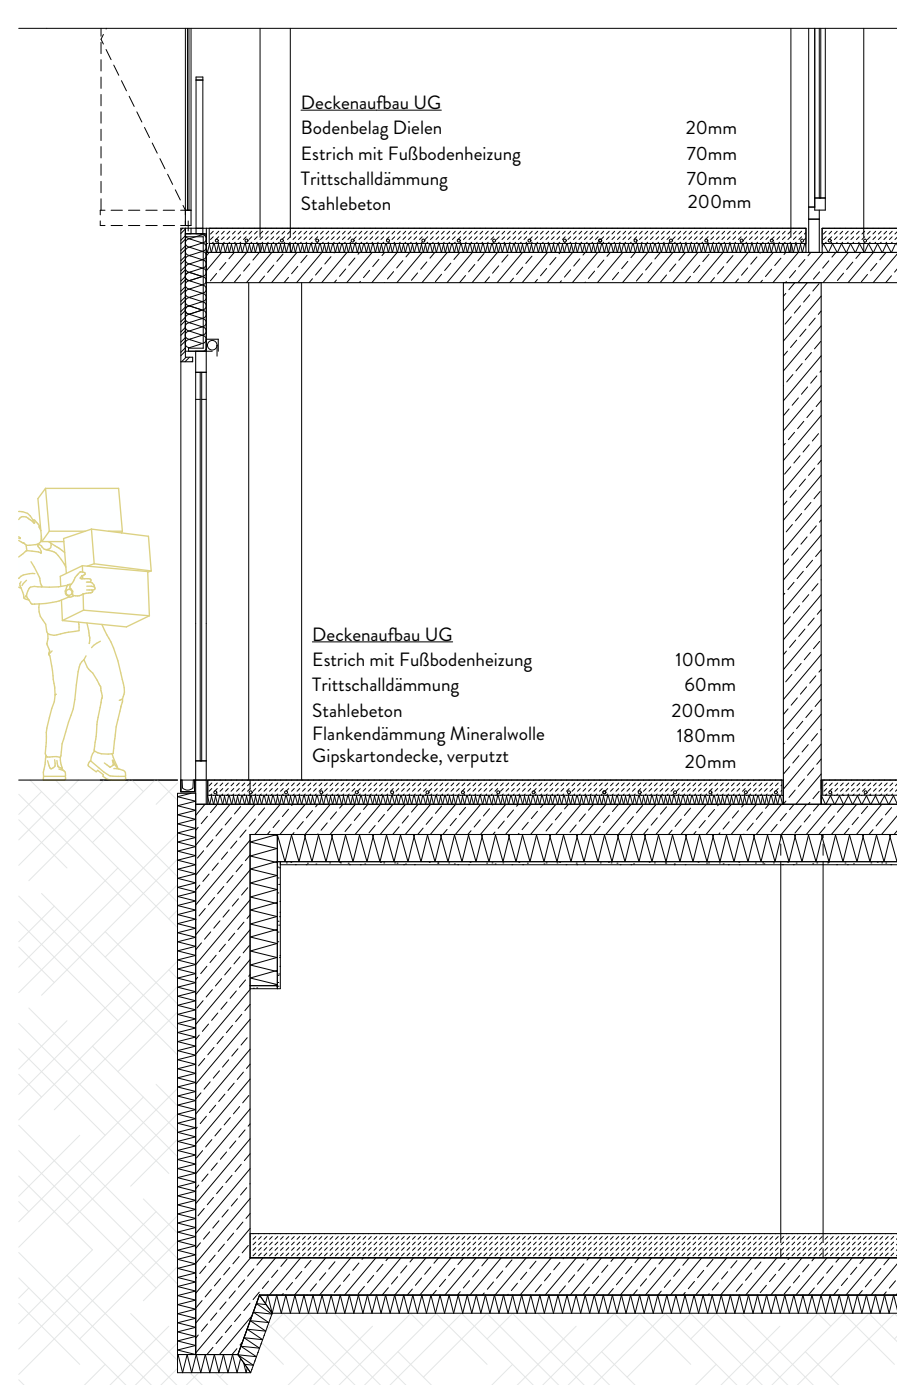 Deckenaufbau UG
Bodenbelag Dielen 20mm
Estrich mit Fußbodenheizung 70mm
Trittschalldämmung 70mm
Stahlebeton 200mm
Deckenaufbau UG
Estrich mit Fußbodenheizung 100mm
Trittschalldämmung 60mm
Stahlebeton 200mm
Flankendämmung Mineralwolle 180mm
Gipskartondecke, verputzt 20mm